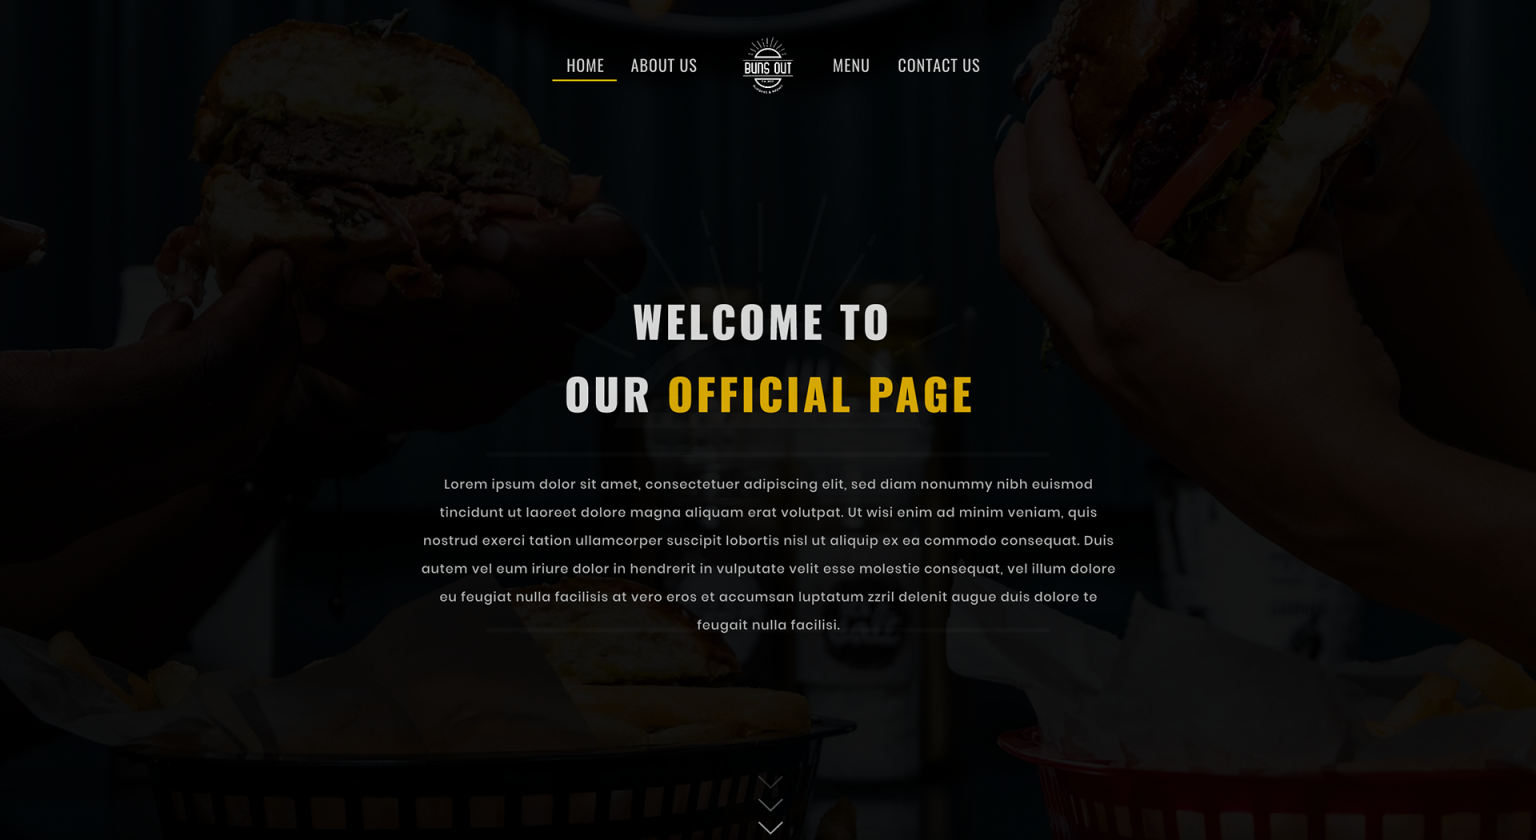 HOME ABOUT US BUNS OUT MENU CONTACT US
WELCOME TO
OUR OFFICIAL PAGE
Lorem ipsum dolor sit amet, consectetuer adipiscing elit, sed diam nonummy nibh euismod
tincidunt ut laoreet dolore magna aliquam erat volutpat. Ut wisi enim ad minim veniam, quis
nostrud exerci tation ullamcorper suscipit lobortis nisl ut aliquip ex ea commodo consequat. Duis
autem vel eum iriure dolor in hendrerit in vulputate velit esse molestie consequat, vel illum dolore
eu feugiat nulla facilisis at vero eros et accumsan luptatum zzril delenit augue duis dolore te
feugait nulla facilisi.